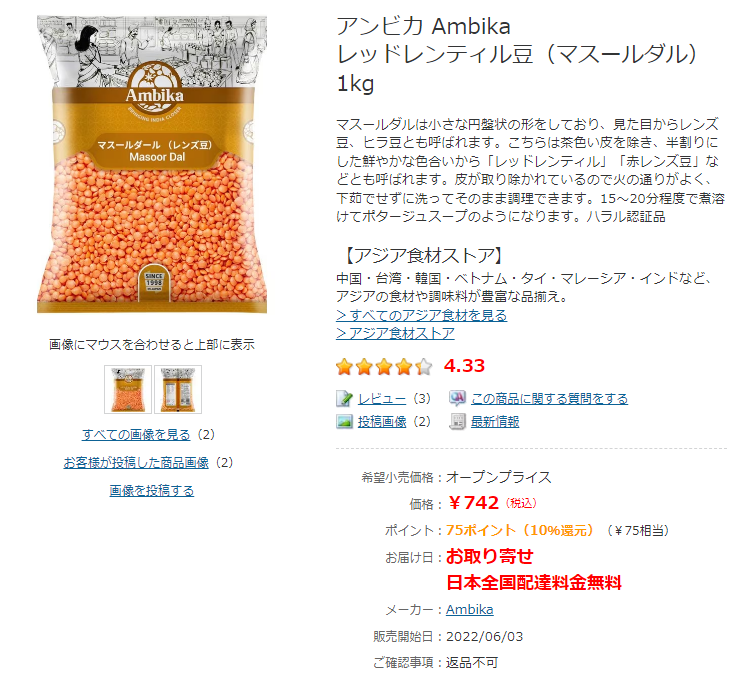 アンビカ Ambika
レッドレンティル豆（マスールダル）
1kg
マスールダルは小さな円盤状の形をしており、見た目からレンズ
豆、ヒラ豆とも呼ばれます。こちらは茶色い皮を除き、半割りに
した鮮やかな色合いから「レッドレンティル」「赤レンズ豆」な
どとも呼ばれます。皮が取り除かれているので火の通りがよく、
下茹でせずに洗ってそのまま調理できます。15～20分程度で煮溶
けてポタージュスープのようになります。ハラル認証品
【アジア食材ストア】
中国・台湾・韓国・ベトナム・タイ・マレーシア・インドなど、
アジアの食材や調味料が豊富な品揃え。
＞すべてのアジア食材を見る
＞アジア食材ストア
4.33
レビュー（3） この商品に関する質問をする
投稿画像（2） 最新情報
希望小売価格：オープンプライス
価格：￥742（税込）
ポイント：75ポイント（10%還元）（￥75相当）
お届け日：お取り寄せ
日本全国配達料金無料
メーカー：Ambika
販売開始日：2022/06/03
ご確認事項：返品不可
Ambika
BRINGING INDIA CLOSER
マスールダール（レンズ豆）
Masoor Dal
SINCE
1998
画像にマウスを合わせると上部に表示
すべての画像を見る（2）
お客様が投稿した商品画像（2）
画像を投稿する